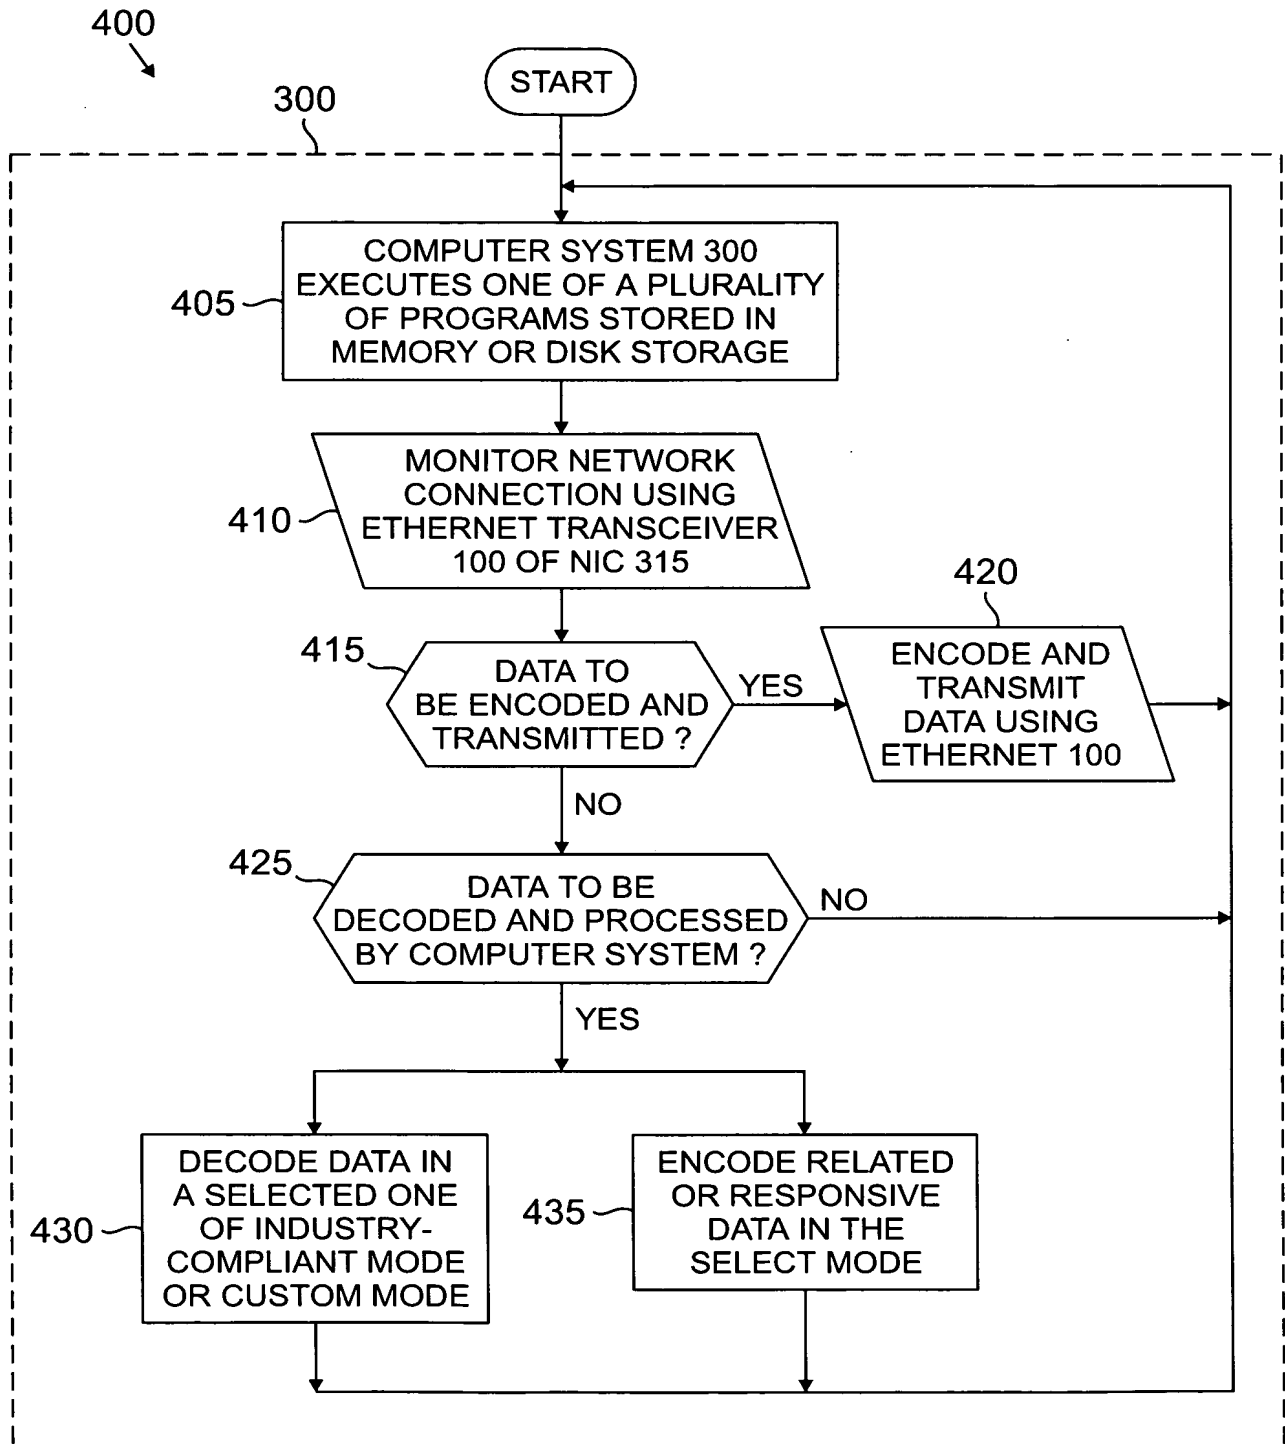 400
START
300
COMPUTER SYSTEM 300
EXECUTES ONE OF A PLURALITY
OF PROGRAMS STORED IN
MEMORY OR DISK STORAGE
405
MONITOR NETWORK
CONNECTION USING
ETHERNET TRANSCEIVER
100 OF NIC 315
410
420
415
DATA TO
BE ENCODED AND
TRANSMITTED ?
YES
ENCODE AND
TRANSMIT
DATA USING
ETHERNET 100
NO
425
DATA TO BE
DECODED AND PROCESSED
BY COMPUTER SYSTEM ?
NO
YES
DECODE DATA IN
A SELECTED ONE
OF INDUSTRY-
COMPLIANT MODE
OR CUSTOM MODE
430
ENCODE RELATED
OR RESPONSIVE
DATA IN THE
SELECT MODE
435